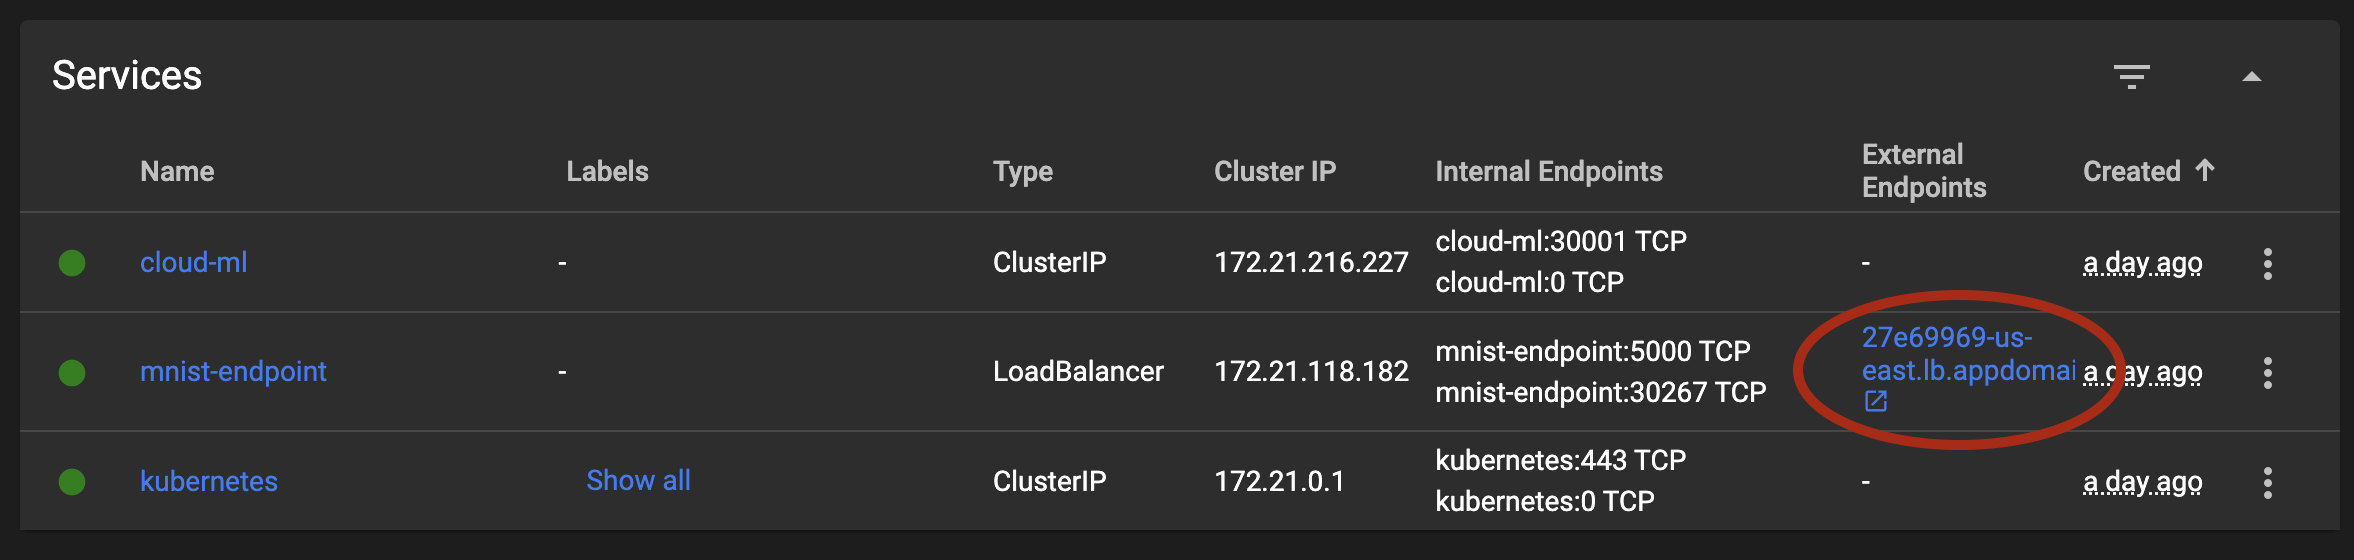 Services
Name Labels Type Cluster IP Internal Endpoints External Endpoints Created
cloud-ml - ClusterIP 172.21.216.227 cloud-ml:30001 TCP - a day ago
cloud-ml:0 TCP
mnist-endpoint - LoadBalancer 172.21.118.182 mnist-endpoint:5000 TCP 27e69969-us- a day ago
mnist-endpoint:30267 TCP east.lb.appdomai
kubernetes Show all ClusterIP 172.21.0.1 kubernetes:443 TCP - a day ago
kubernetes:0 TCP